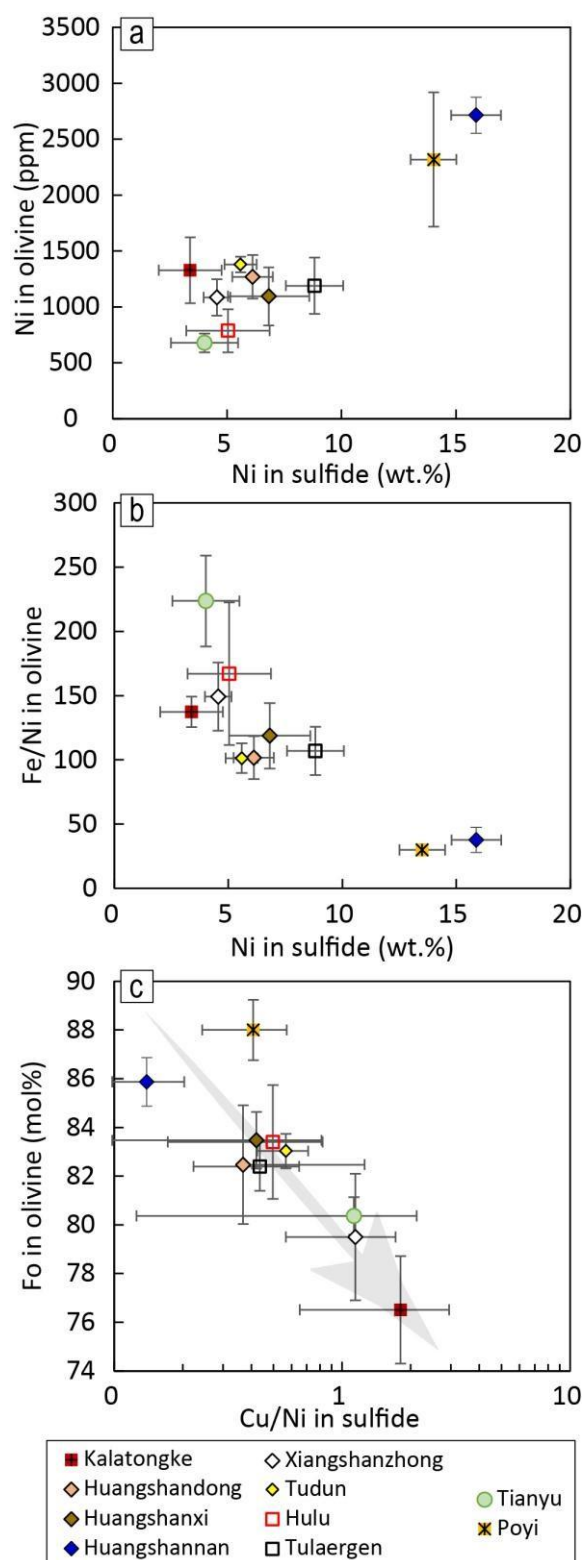 a
3500
3000
2500
2000
1500
1000
500
0
Ni in olivine (ppm)
0 5 10 15 20
Ni in sulfide (wt.%)
b
300
250
200
150
100
50
0
Fe/Ni in olivine
0 5 10 15 20
Ni in sulfide (wt.%)
c
90
88
86
84
82
80
78
76
74
Fo in olivine (mol%)
0 1 10
Cu/Ni in sulfide
Kalatongke
Huangshandong
Huangshanxi
Huangshannan
Xiangshanzhong
Tudun
Hulu
Tulaergen
Tianyu
Poyi